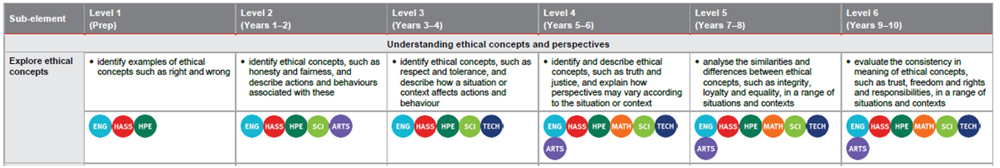 Sub-element
Level 1
(Prep)
Level 2
(Years 1–2)
Level 3
(Years 3–4)
Level 4
(Years 5–6)
Level 5
(Years 7–8)
Level 6
(Years 9–10)
Understanding ethical concepts and perspectives
Explore ethical
concepts
• identify examples of ethical
concepts such as right and wrong
• identify ethical concepts, such as
honesty and fairness, and
describe actions and behaviours
associated with these
• identify ethical concepts, such as
respect and tolerance, and
describe how a situation or
context affects actions and
behaviour
• identify and describe ethical
concepts, such as truth and
justice, and explain how
perspectives may vary according
to the situation or context
• analyse the similarities and
differences between ethical
concepts, such as integrity,
loyalty and equality, in a range of
situations and contexts
• evaluate the consistency in
meaning of ethical concepts,
such as trust, freedom and rights
and responsibilities, in a range of
situations and contexts
ENG HASS HPE
ENG HASS HPE SCI ARTS
ENG HASS HPE SCI TECH
ENG HASS HPE MATH SCI TECH
ARTS
ENG HASS HPE MATH SCI TECH
ARTS
ENG HASS HPE MATH SCI TECH
ARTS